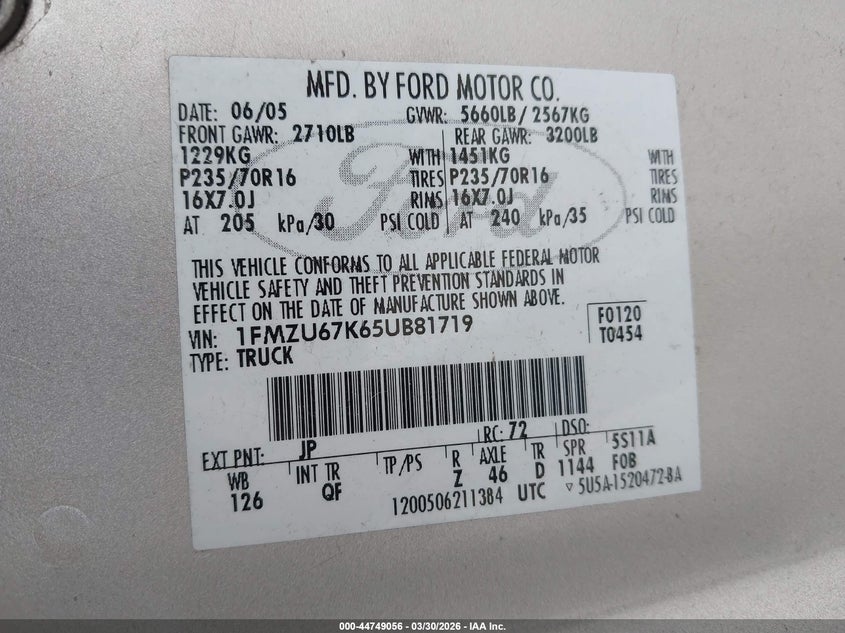 MFD. BY FORD MOTOR CO.
DATE: 06/05 GVWR: 5660LB/ 2567KG
FRONT GAWR: 2710LB REAR GAWR: 3200LB
1229KG WITH 1451KG WITH
P235/70R16 TIRES P235/70R16 TIRES
16X7.0J RIMS 16X7.0J RIMS
AT 205 kPa/30 PSI COLD AT 240 kPa/35 PSI COLD
Ford
THIS VEHICLE CONFORMS TO ALL APPLICABLE FEDERAL MOTOR
VEHICLE SAFETY AND THEFT PREVENTION STANDARDS IN
EFFECT ON THE DATE OF MANUFACTURE SHOWN ABOVE.
VIN: 1FMZU67K65UB81719 F0120
TYPE: TRUCK T0454
EXT PNT: JP RC: 72 DSO: 5S11A
WB INT TR TP/PS R AXLE TR SPR FOB
126 QF Z 46 D 1144
1200506211384 UTC ▿ 5U5A-1520472-BA
000-44749056 — 03/30/2026 — IAA Inc.